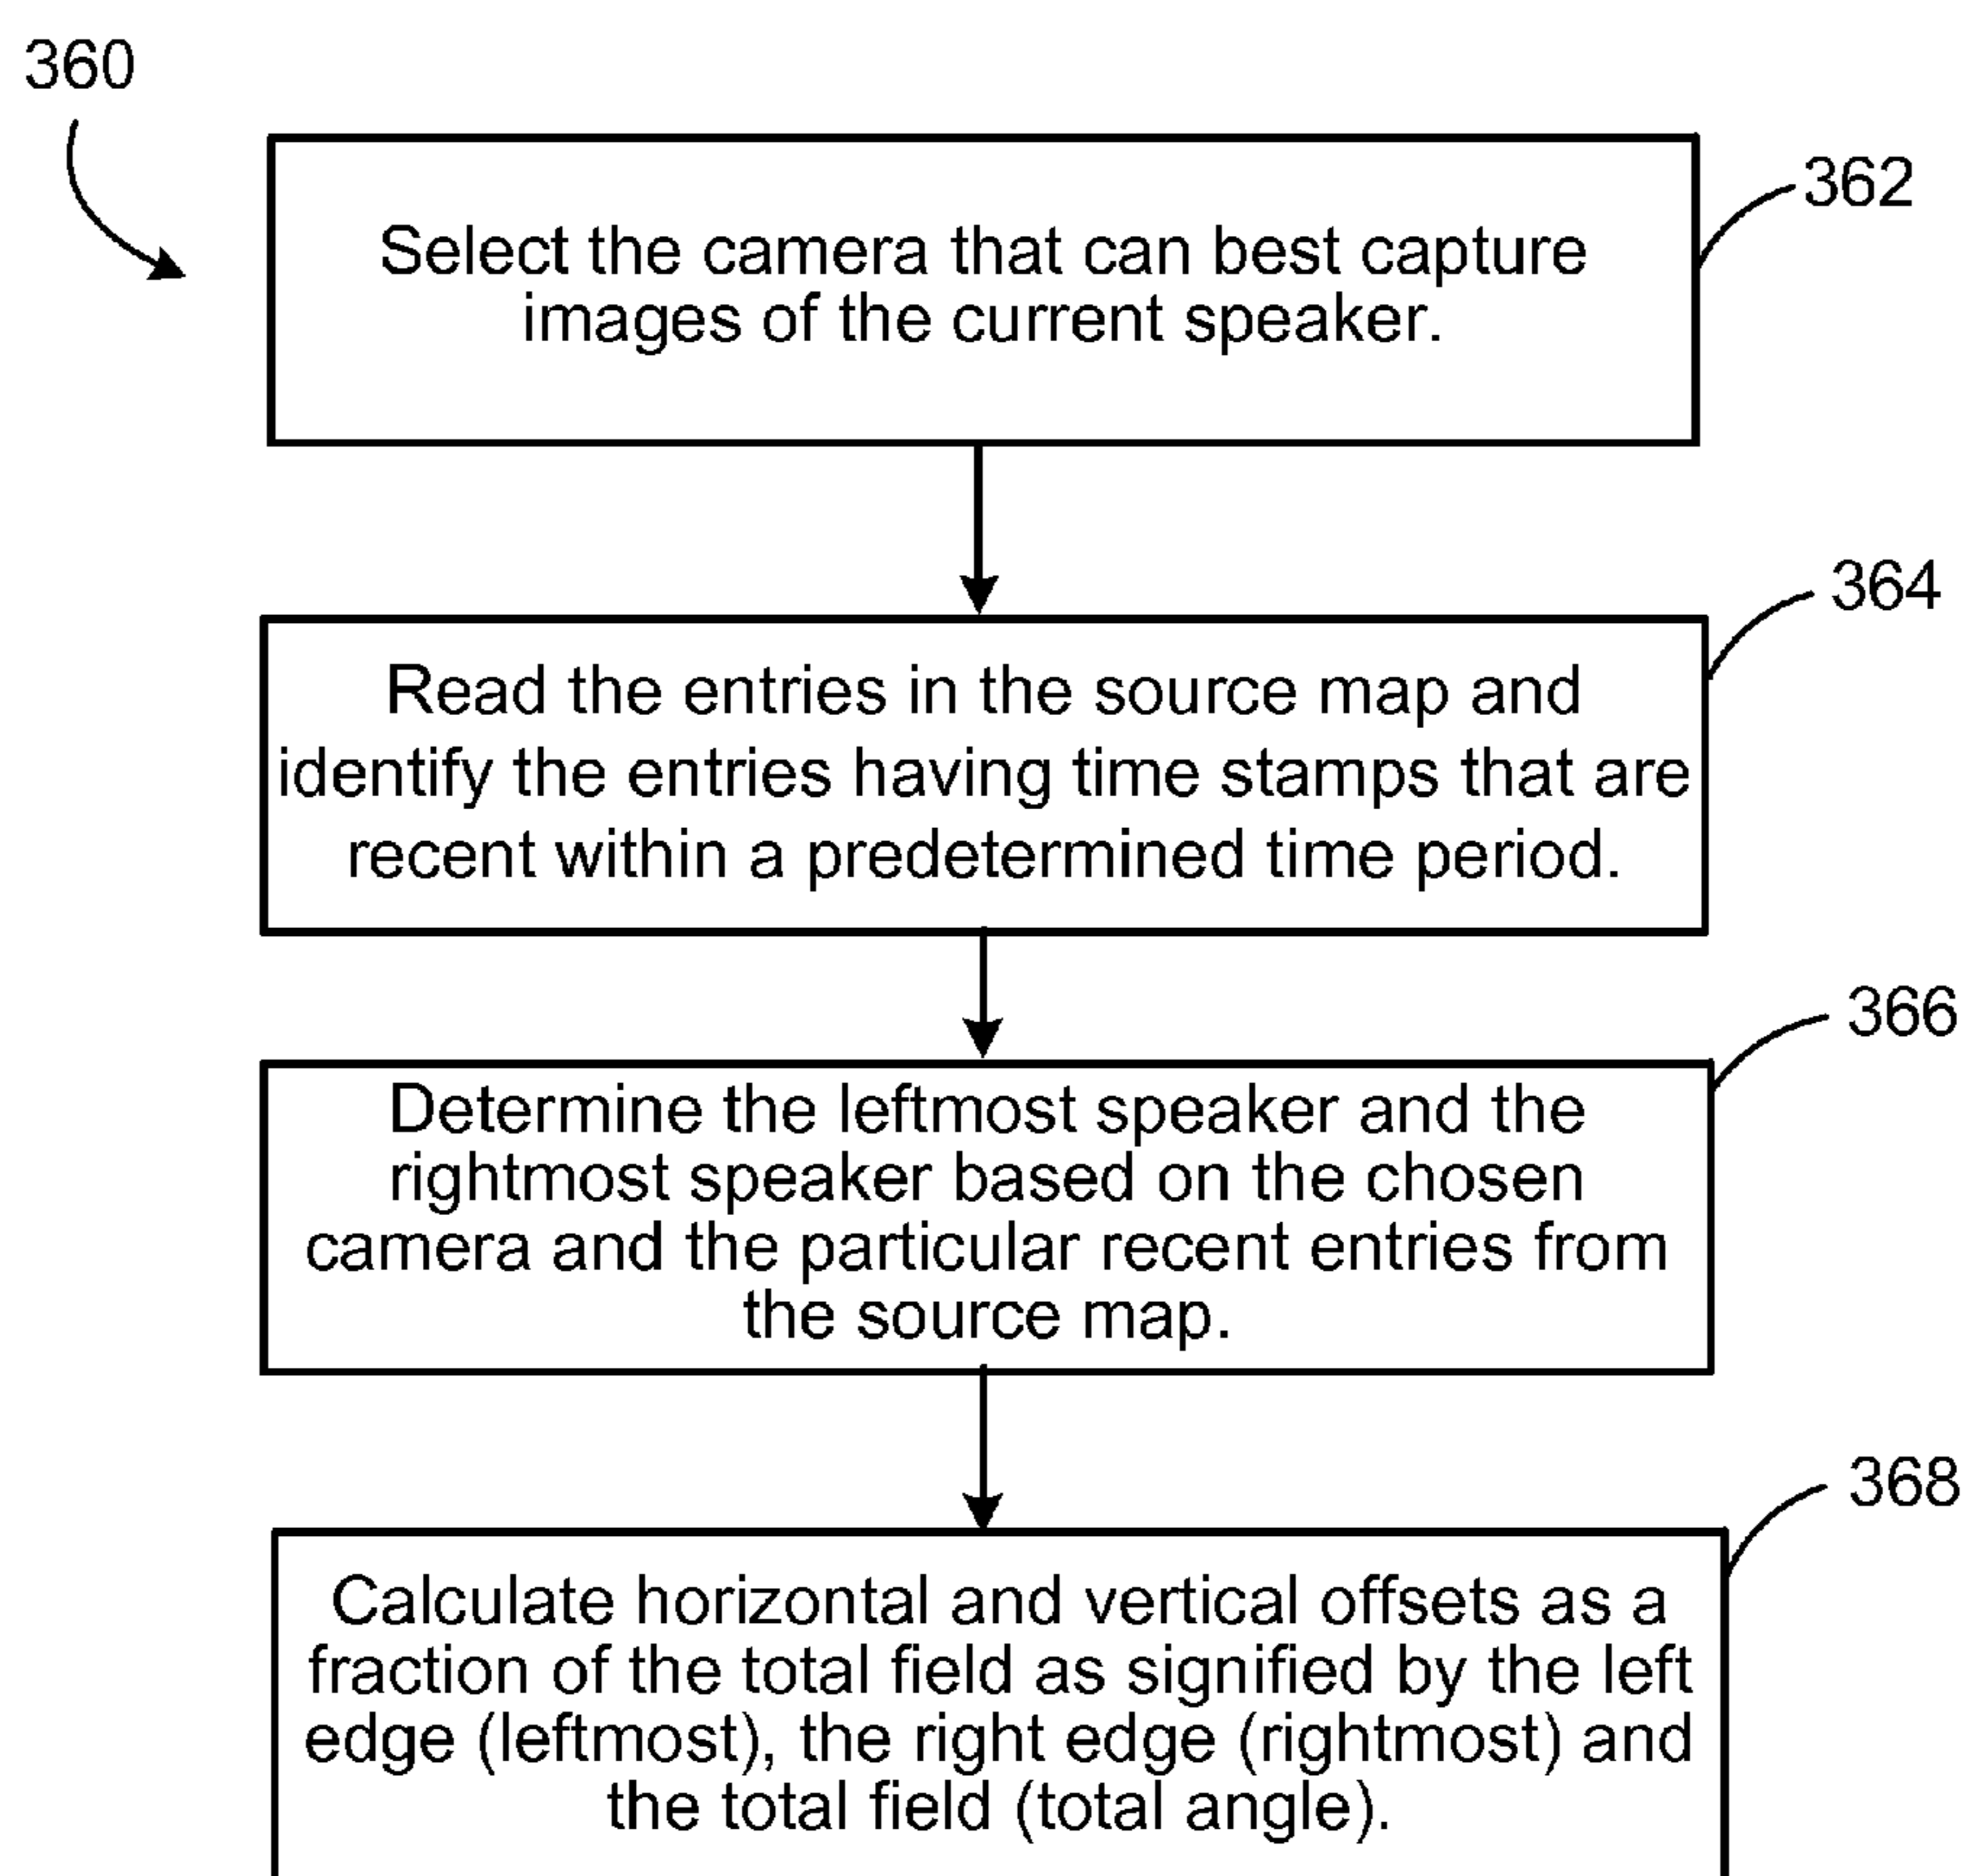 360
362
Select the camera that can best capture
images of the current speaker.
364
Read the entries in the source map and
identify the entries having time stamps that are
recent within a predetermined time period.
366
Determine the leftmost speaker and the
rightmost speaker based on the chosen
camera and the particular recent entries from
the source map.
368
Calculate horizontal and vertical offsets as a
fraction of the total field as signified by the left
edge (leftmost), the right edge (rightmost) and
the total field (total angle).